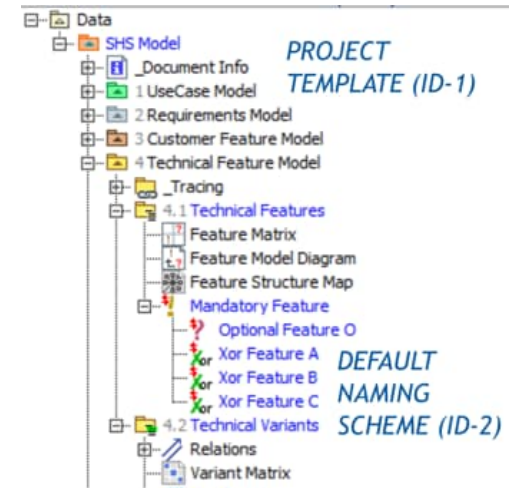 Data
SHS Model
PROJECT
TEMPLATE (ID-1)
_Document Info
1 UseCase Model
2 Requirements Model
3 Customer Feature Model
4 Technical Feature Model
_Tracing
4.1 Technical Features
Feature Matrix
Feature Model Diagram
Feature Structure Map
Mandatory Feature
Optional Feature O
Xor Xor Feature A
Xor Xor Feature B
Xor Xor Feature C
DEFAULT
NAMING
SCHEME (ID-2)
4.2 Technical Variants
Relations
Variant Matrix